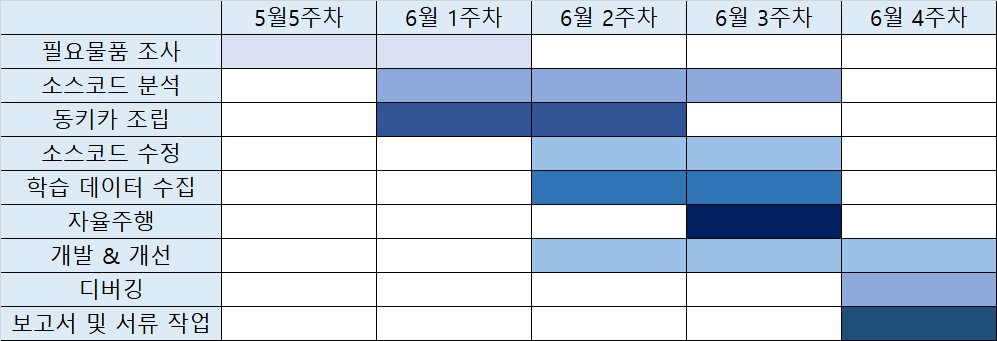 5월5주차 6월 1주차 6월 2주차 6월 3주차 6월 4주차
필요물품 조사
소스코드 분석
동키카 조립
소스코드 수정
학습 데이터 수집
자율주행
개발 & 개선
디버깅
보고서 및 서류 작업